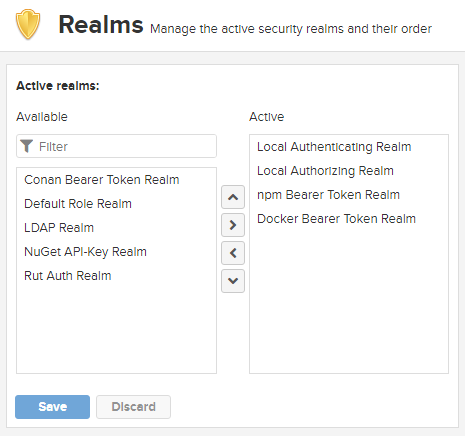 Realms Manage the active security realms and their order
Active realms:
Available
Filter
Conan Bearer Token Realm
Default Role Realm
LDAP Realm
NuGet API-Key Realm
Rut Auth Realm
Active
Local Authenticating Realm
Local Authorizing Realm
npm Bearer Token Realm
Docker Bearer Token Realm
Save Discard